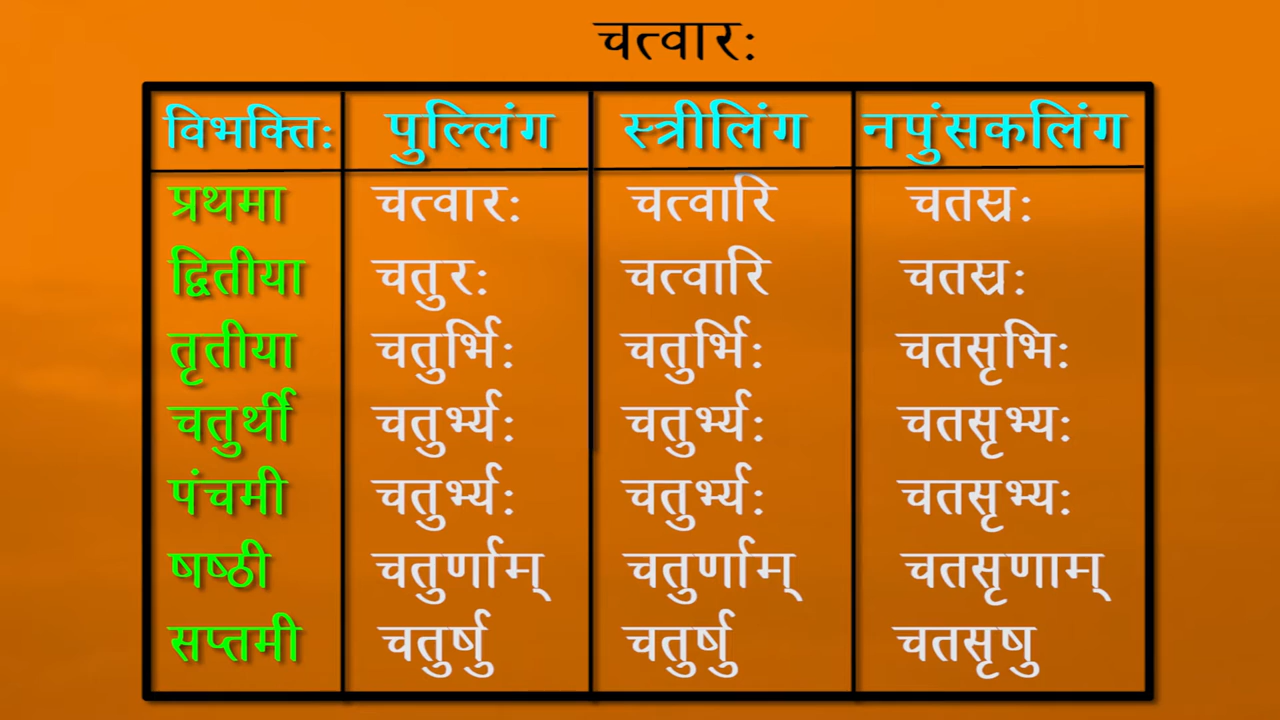 चत्वारः
विभक्तिः पुल्लिंग स्त्रीलिंग नपुंसकलिंग
प्रथमा चत्वारः चत्वारि चतस्रः
द्वितीया चतुरः चत्वारि चतस्रः
तृतीया चतुर्भिः चतुर्भिः चतसृभिः
चतुर्थी चतुर्भ्यः चतुर्भ्यः चतसृभ्यः
पंचमी चतुर्भ्यः चतुर्भ्यः चतसृभ्यः
षष्ठी चतुर्णाम् चतुर्णाम् चतसृणाम्
सप्तमी चतुर्षु चतुर्षु चतसृषु